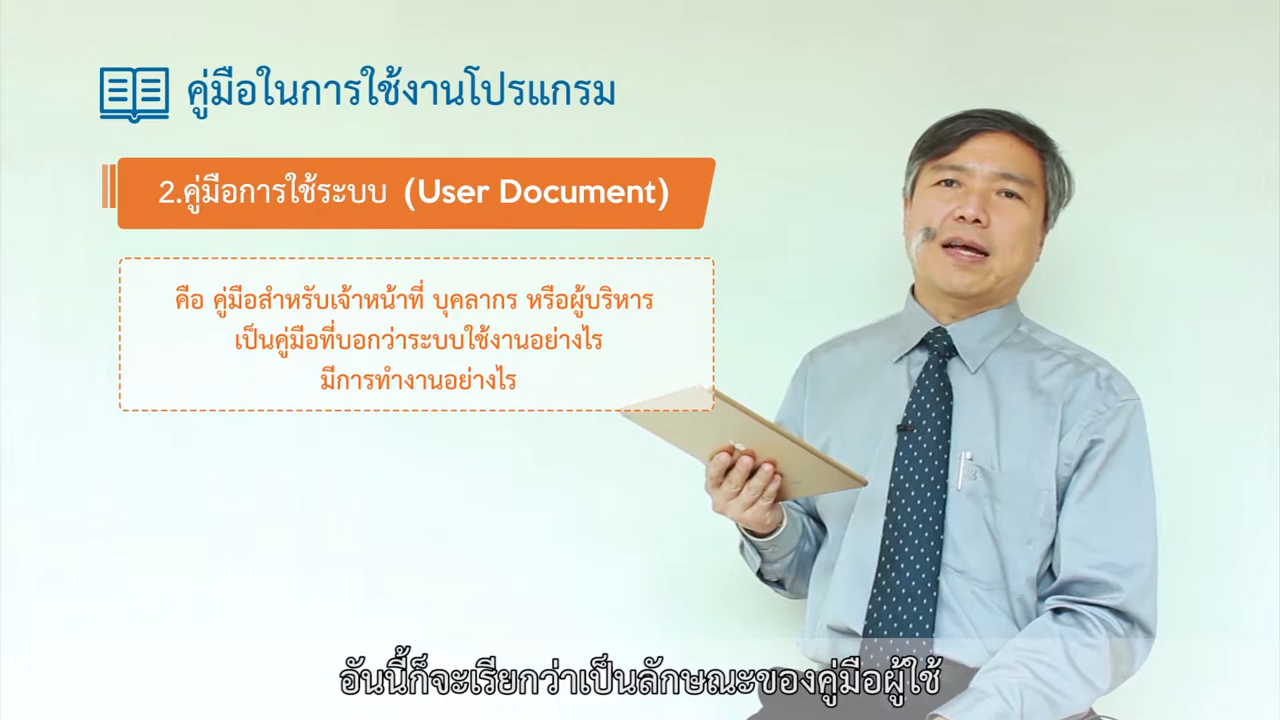 คู่มือในการใช้งานโปรแกรม
2.คู่มือการใช้ระบบ (User Document)
คือ คู่มือสำหรับเจ้าหน้าที่ บุคลากร หรือผู้บริหาร
เป็นคู่มือที่บอกว่าระบบใช้งานอย่างไร
มีการทำงานอย่างไร
อันนี้ก็จะเรียกว่าเป็นลักษณะของคู่มือผู้ใช้